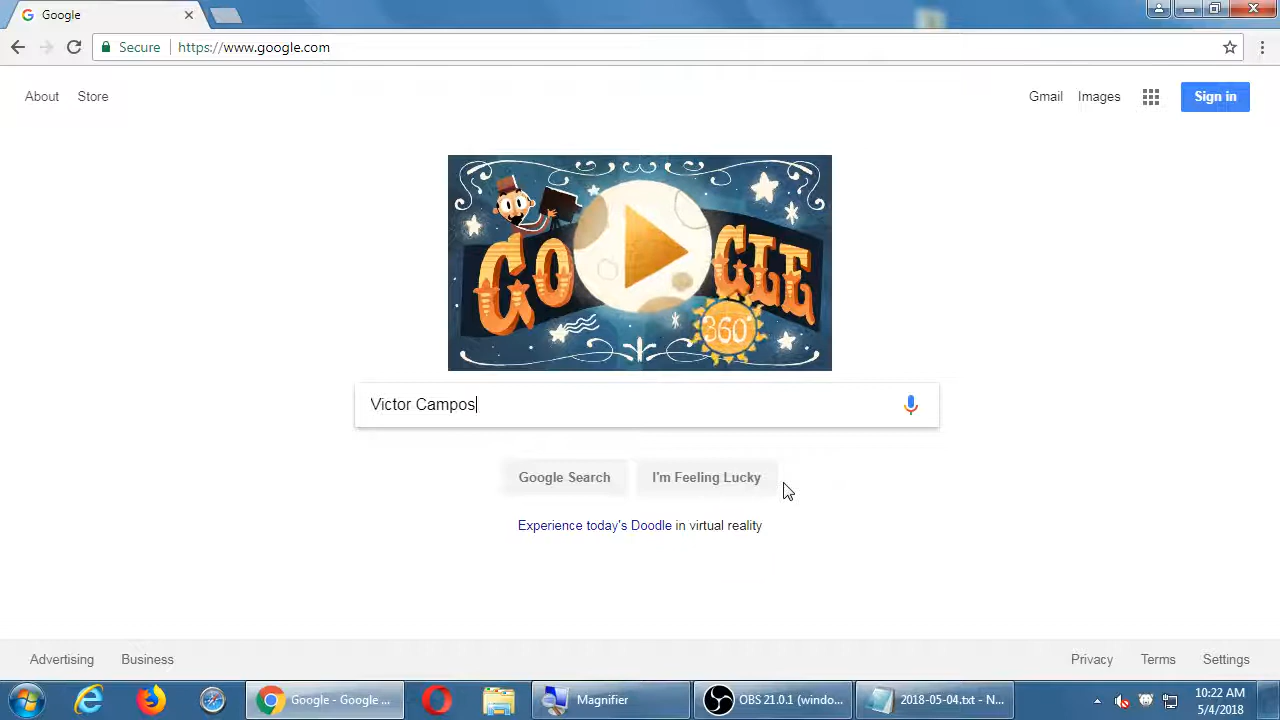 Google
Secure
https://www.google.com
About
Store
Gmail
Images
Sign in
GO GLE
360°
Victor Campos
Google Search
I'm Feeling Lucky
Experience today's Doodle in virtual reality
Advertising
Business
Privacy
Terms
Settings
Google - Google ...
Magnifier
OBS 21.0.1 (windo...
2018-05-04.txt - N...
10:22 AM
5/4/2018